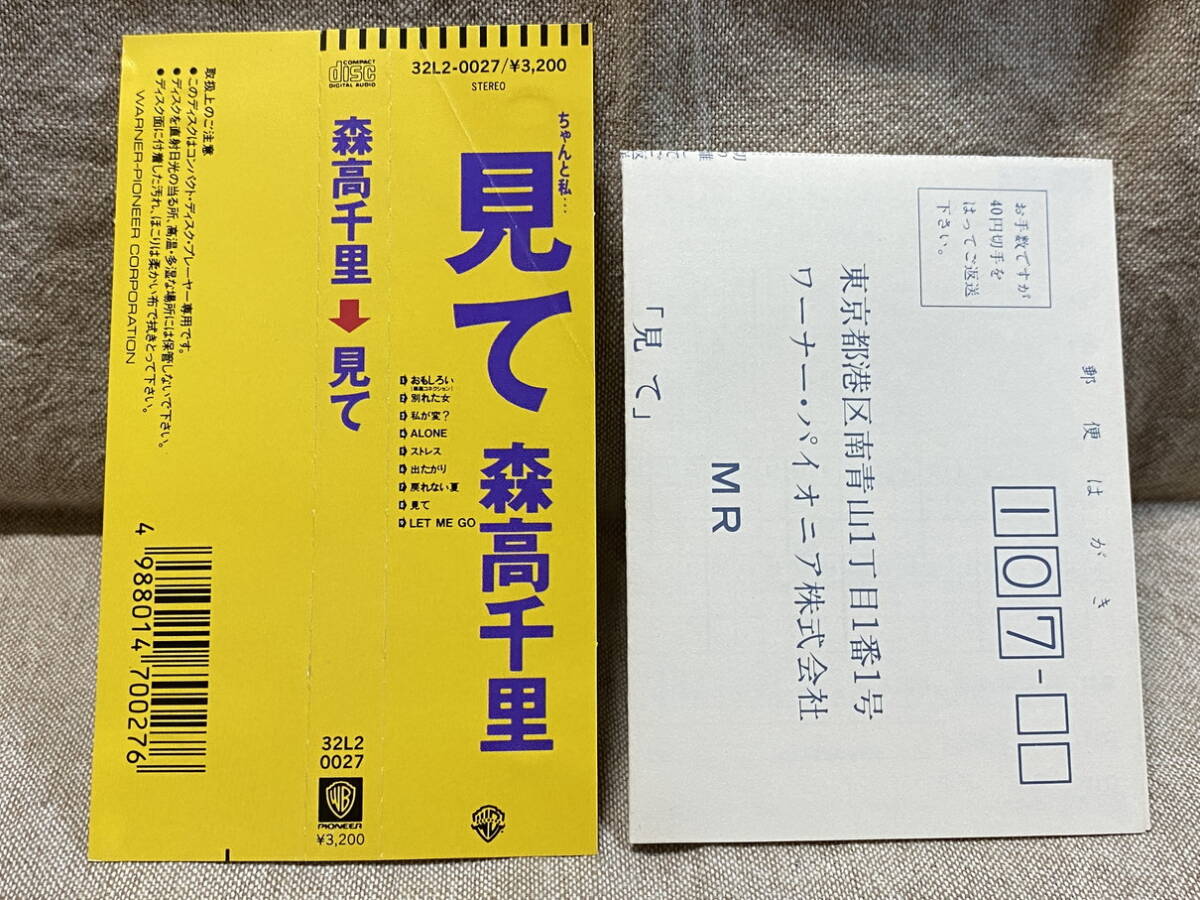 取扱上のご注意
●このディスクはコンパクト・ディスク・プレーヤー専用です。
●ディスクを直射日光の当る所、高温・多湿な場所には保管しないで下さい。
●ディスク面に付着した汚れ、ほこりは柔かい布で拭きとって下さい。
WARNER-PIONEER CORPORATION
4 988014 700276
COMPACT
disc
DIGITAL AUDIO
森高千里➡見て
32L2
0027
WB
PIONEER
¥3,200
32L2-0027/¥3,200
STEREO
ちゃんと私…
見て
森高千里
おもしろい
別れた女
私が変?
ALONE
ストレス
出たがり
戻れない夏
見て
LET ME GO
お手数ですが
40円切手を
はってご返送
下さい。
郵便はがき
107-
東京都港区南青山1丁目1番1号
ワーナー・パイオニア株式会社
MR
「見て」